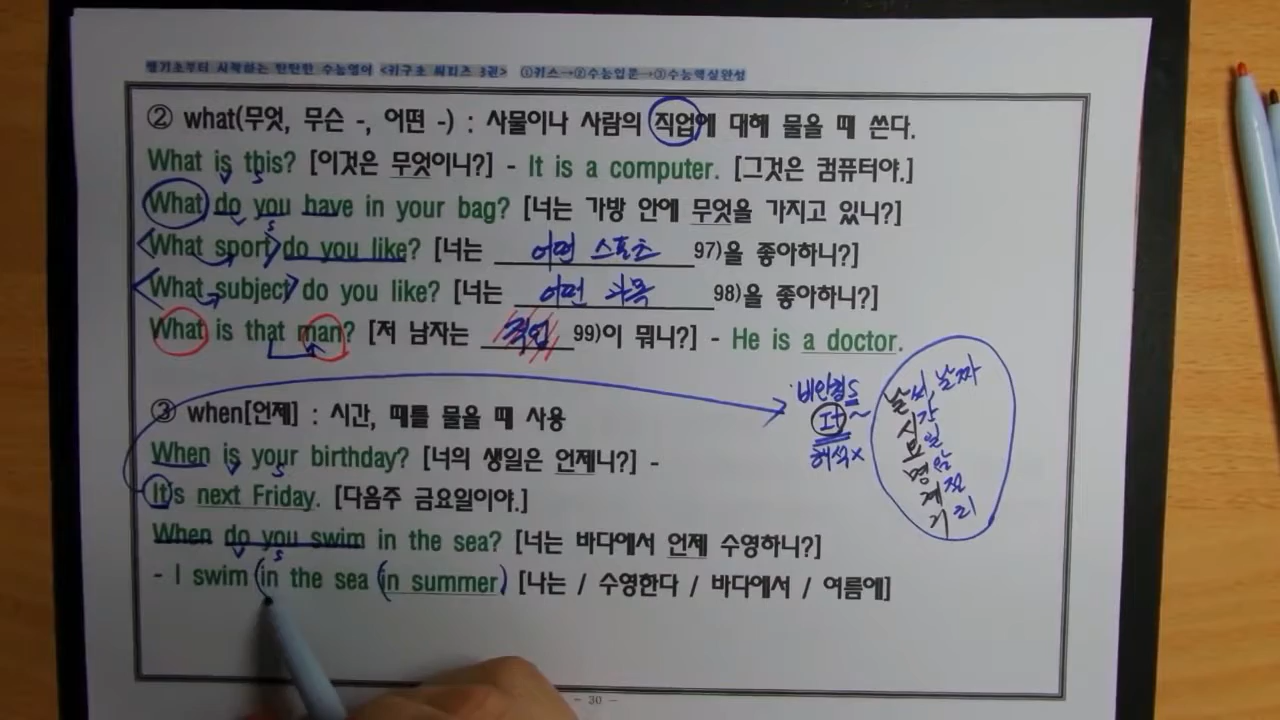 쌩기초부터 시작하는 탄탄한 수능영어 <키구초 씨리즈 3권> ①키스→②수능입문→③수능핵심완성
② what(무엇, 무슨 -, 어떤 -) : 사물이나 사람의 직업에 대해 물을 때 쓴다.
What is this? [이것은 무엇이니?] - It is a computer. [그것은 컴퓨터야.]
v s
What do you have in your bag? [너는 가방 안에 무엇을 가지고 있니?]
v s
<What sport> do you like? [너는 어떤 스포츠 97)을 좋아하니?]
<What subject> do you like? [너는 어떤 과목 98)을 좋아하니?]
What is that man? [저 남자는 직업 99)이 뭐니?] - He is a doctor.
③ when[언제] : 시간, 때를 물을 때 사용
When is your birthday? [너의 생일은 언제니?] -
v s
It's next Friday. [다음주 금요일이야.]
When do you swim in the sea? [너는 바다에서 언제 수영하니?]
v s
- I swim (in the sea (in summer) [나는 / 수영한다 / 바다에서 / 여름에]
비인칭S
It ~
해석x
날씨, 날짜
시간
요일
명암
계절
거리
- 30 -